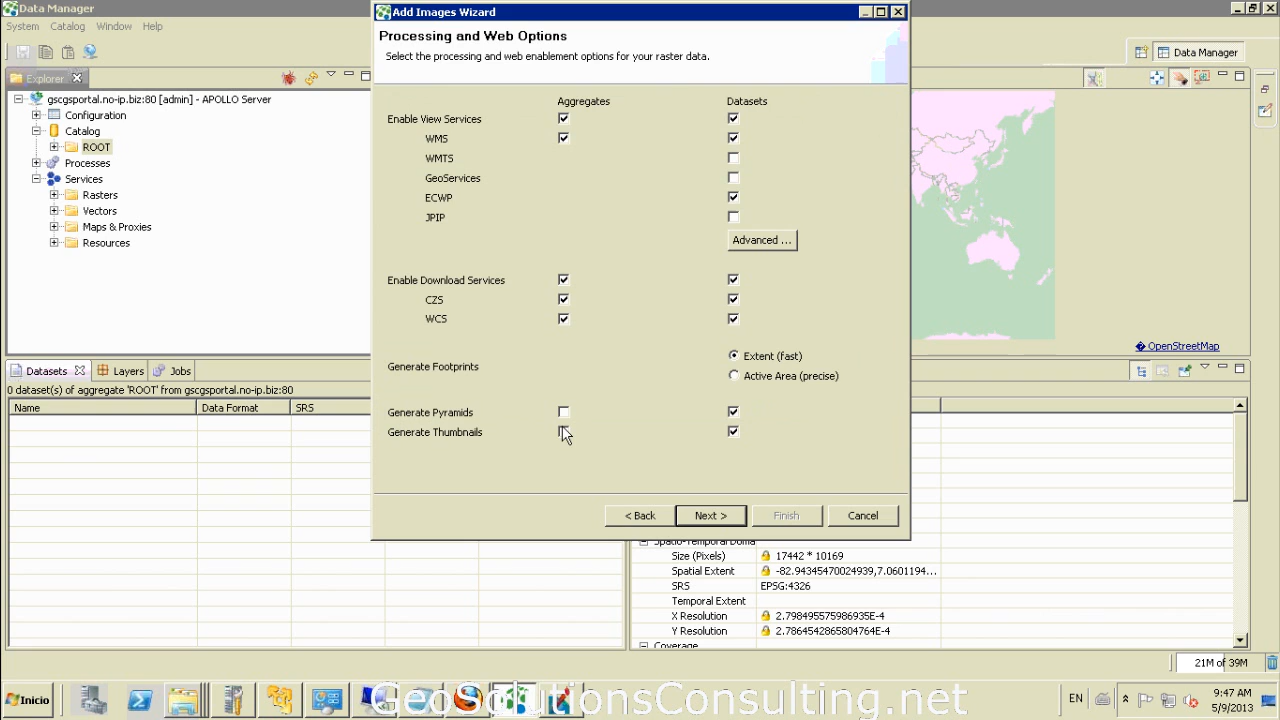 Data Manager
System Catalog Window Help
Data Manager
Explorer
gscgsportal.no-ip.biz:80 [admin] - APOLLO Server
Configuration
Catalog
ROOT
Processes
Services
Rasters
Vectors
Maps & Proxies
Resources
Add Images Wizard
Processing and Web Options
Select the processing and web enablement options for your raster data.
Aggregates Datasets
Enable View Services
WMS
WMTS
GeoServices
ECWP
JPIP
Advanced ...
Enable Download Services
CZS
WCS
Generate Footprints
Extent (fast)
Active Area (precise)
Generate Pyramids
Generate Thumbnails
< Back Next > Finish Cancel
OpenStreetMap
Datasets Layers Jobs
0 dataset(s) of aggregate 'ROOT' from gscgsportal.no-ip.biz:80
Name Data Format SRS
Size (Pixels) 17442 * 10169
Spatial Extent -82.94345470024939,7.0601194...
SRS EPSG:4326
Temporal Extent
X Resolution 2.798495575986935E-4
Y Resolution 2.7864542865804764E-4
Coverage
21M of 39M
Inicio
GeoSolutionsConsulting.net
EN
9:47 AM
5/9/2013